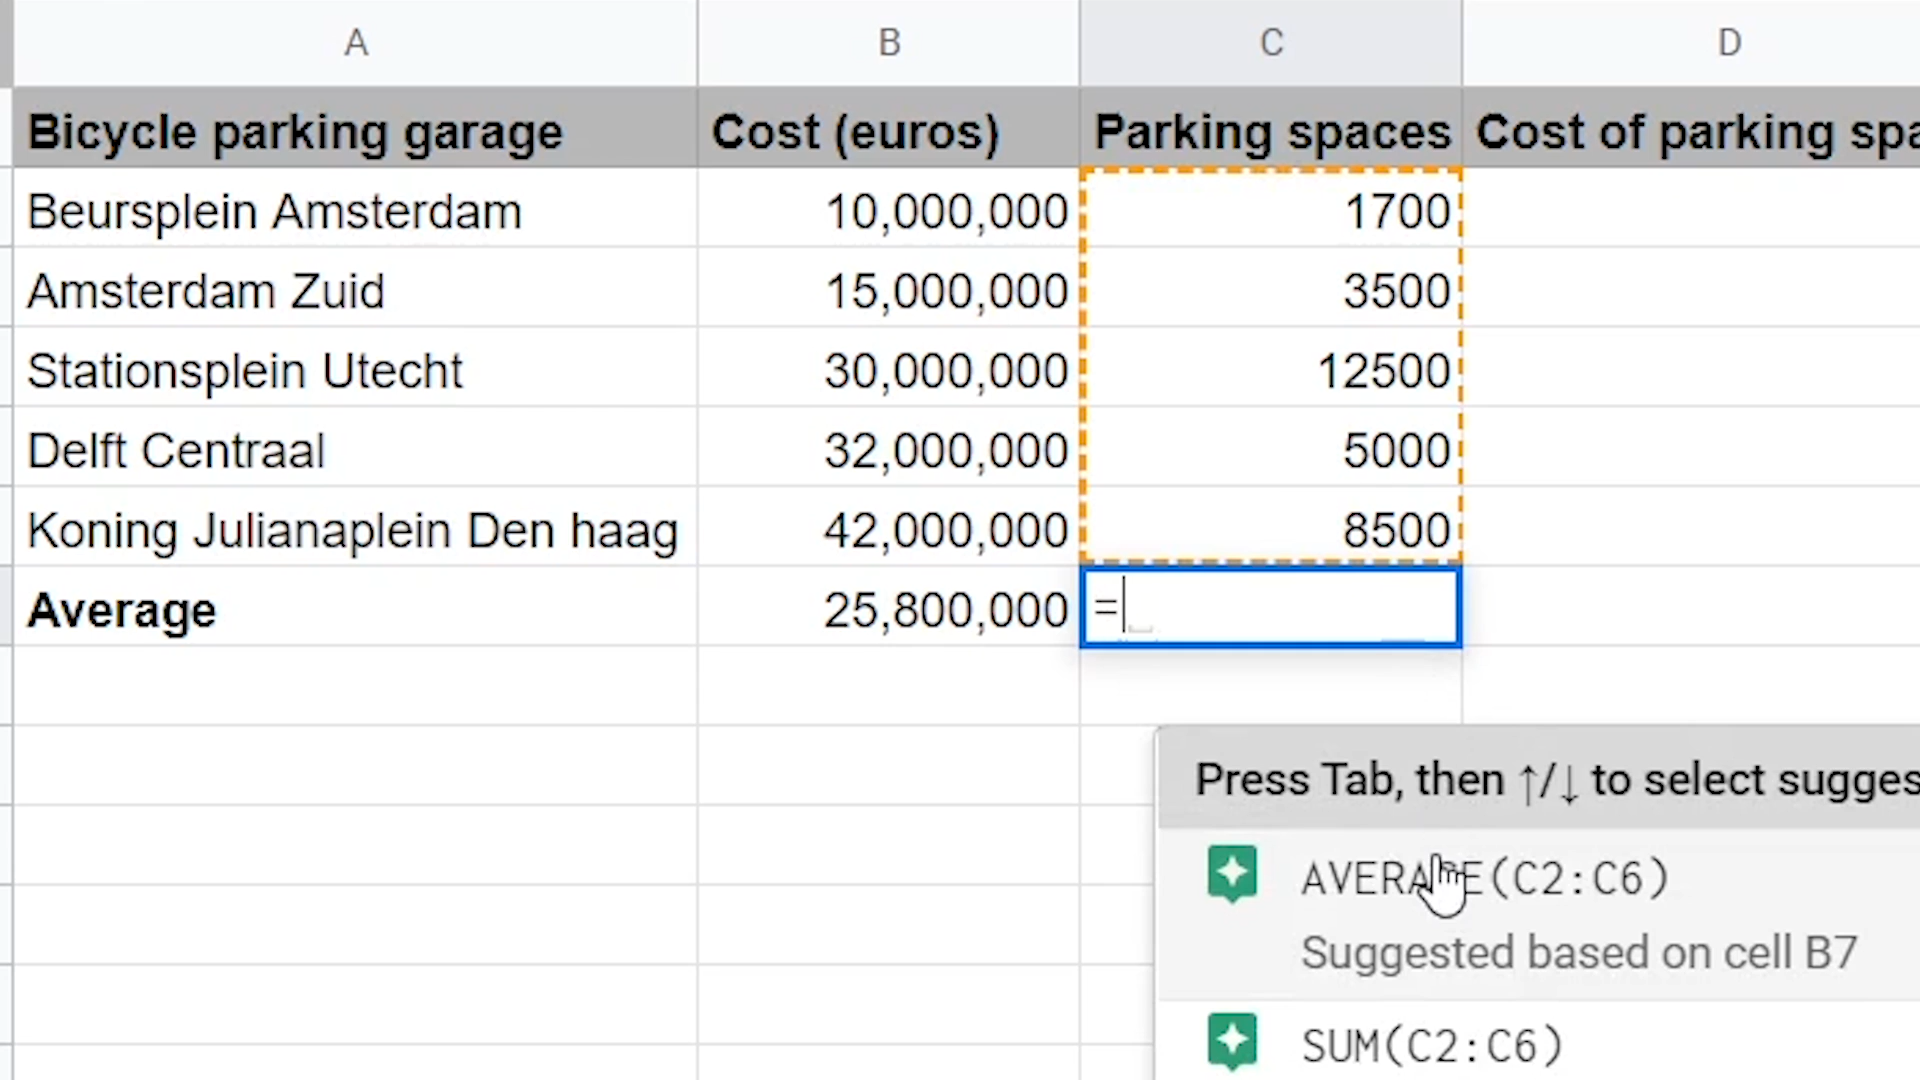 A B C D
Bicycle parking garage Cost (euros) Parking spaces Cost of parking spa
Beursplein Amsterdam 10,000,000 1700
Amsterdam Zuid 15,000,000 3500
Stationsplein Utecht 30,000,000 12500
Delft Centraal 32,000,000 5000
Koning Julianaplein Den haag 42,000,000 8500
Average 25,800,000 =
Press Tab, then ↑/↓ to select sugges
AVERAGE(C2:C6)
Suggested based on cell B7
SUM(C2:C6)